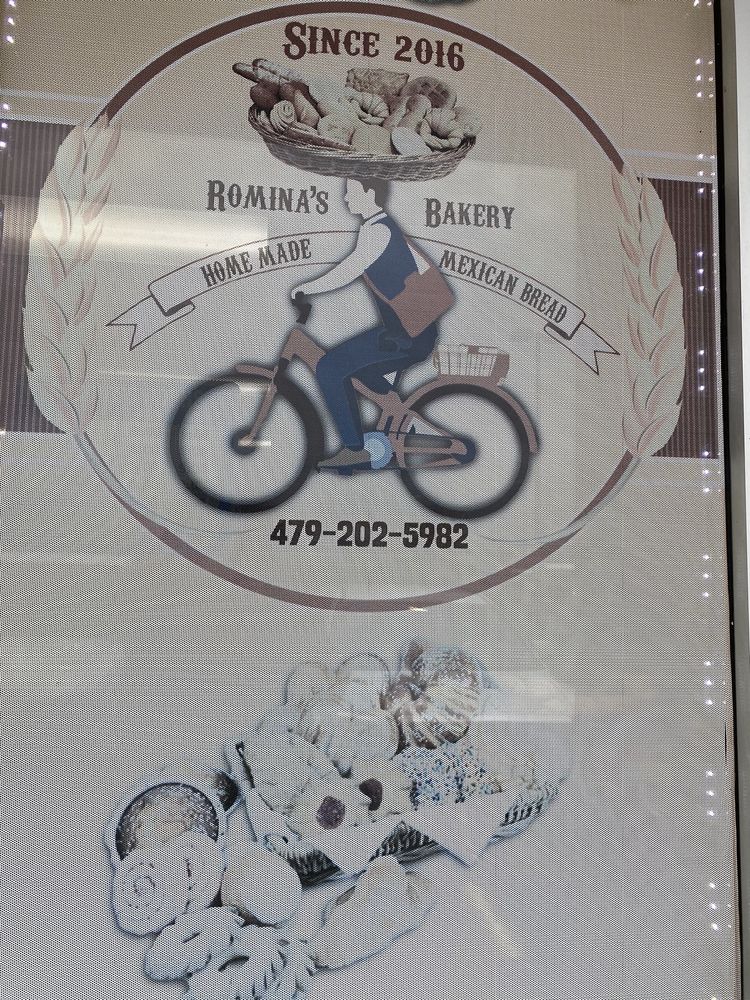 SINCE 2016
ROMINA'S BAKERY
HOME MADE MEXICAN BREAD
479-202-5982